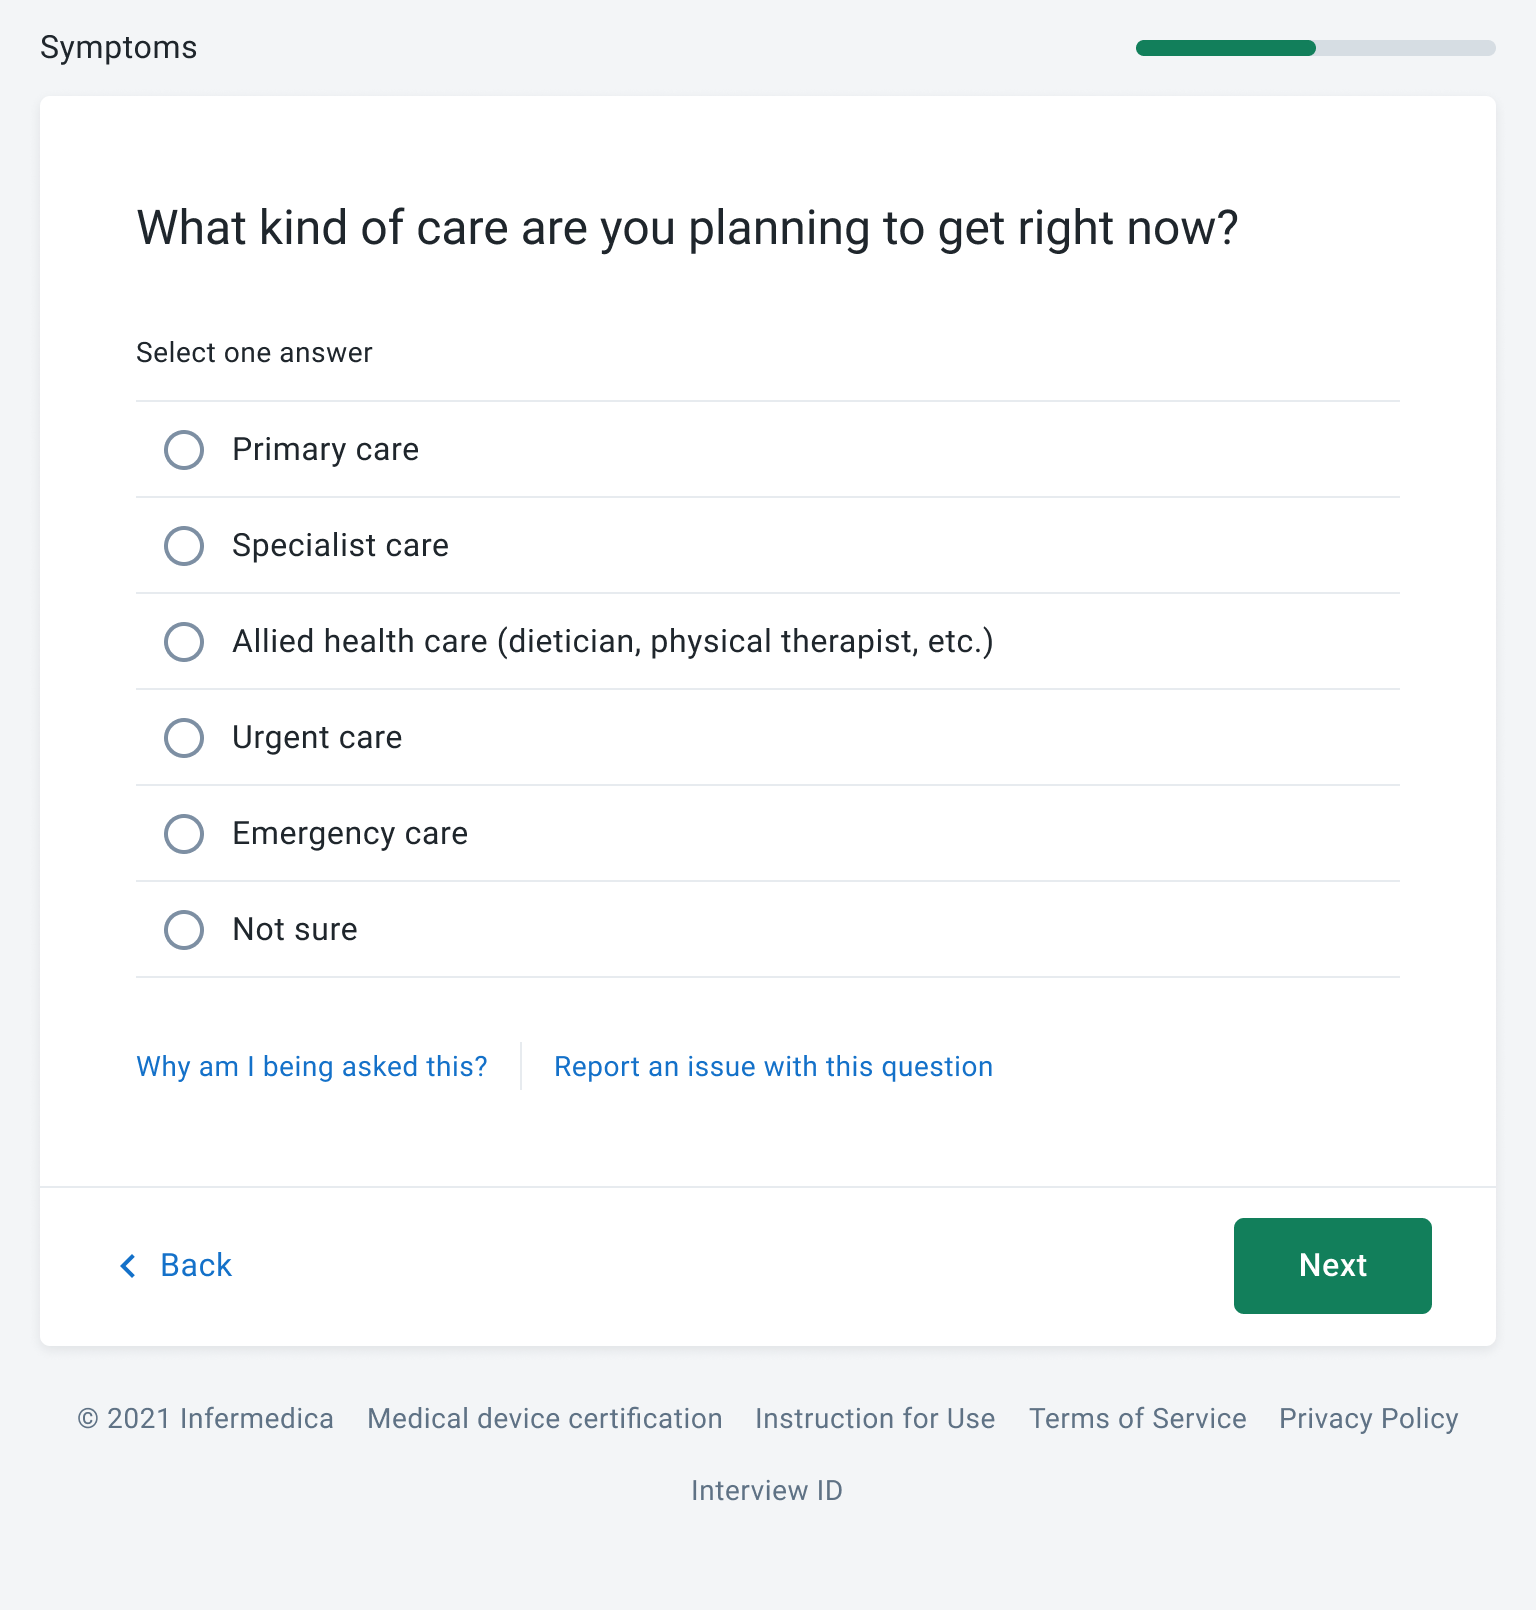 Symptoms
What kind of care are you planning to get right now?
Select one answer
Primary care
Specialist care
Allied health care (dietician, physical therapist, etc.)
Urgent care
Emergency care
Not sure
Why am I being asked this? Report an issue with this question
Back Next
© 2021 Infermedica Medical device certification Instruction for Use Terms of Service Privacy Policy
Interview ID